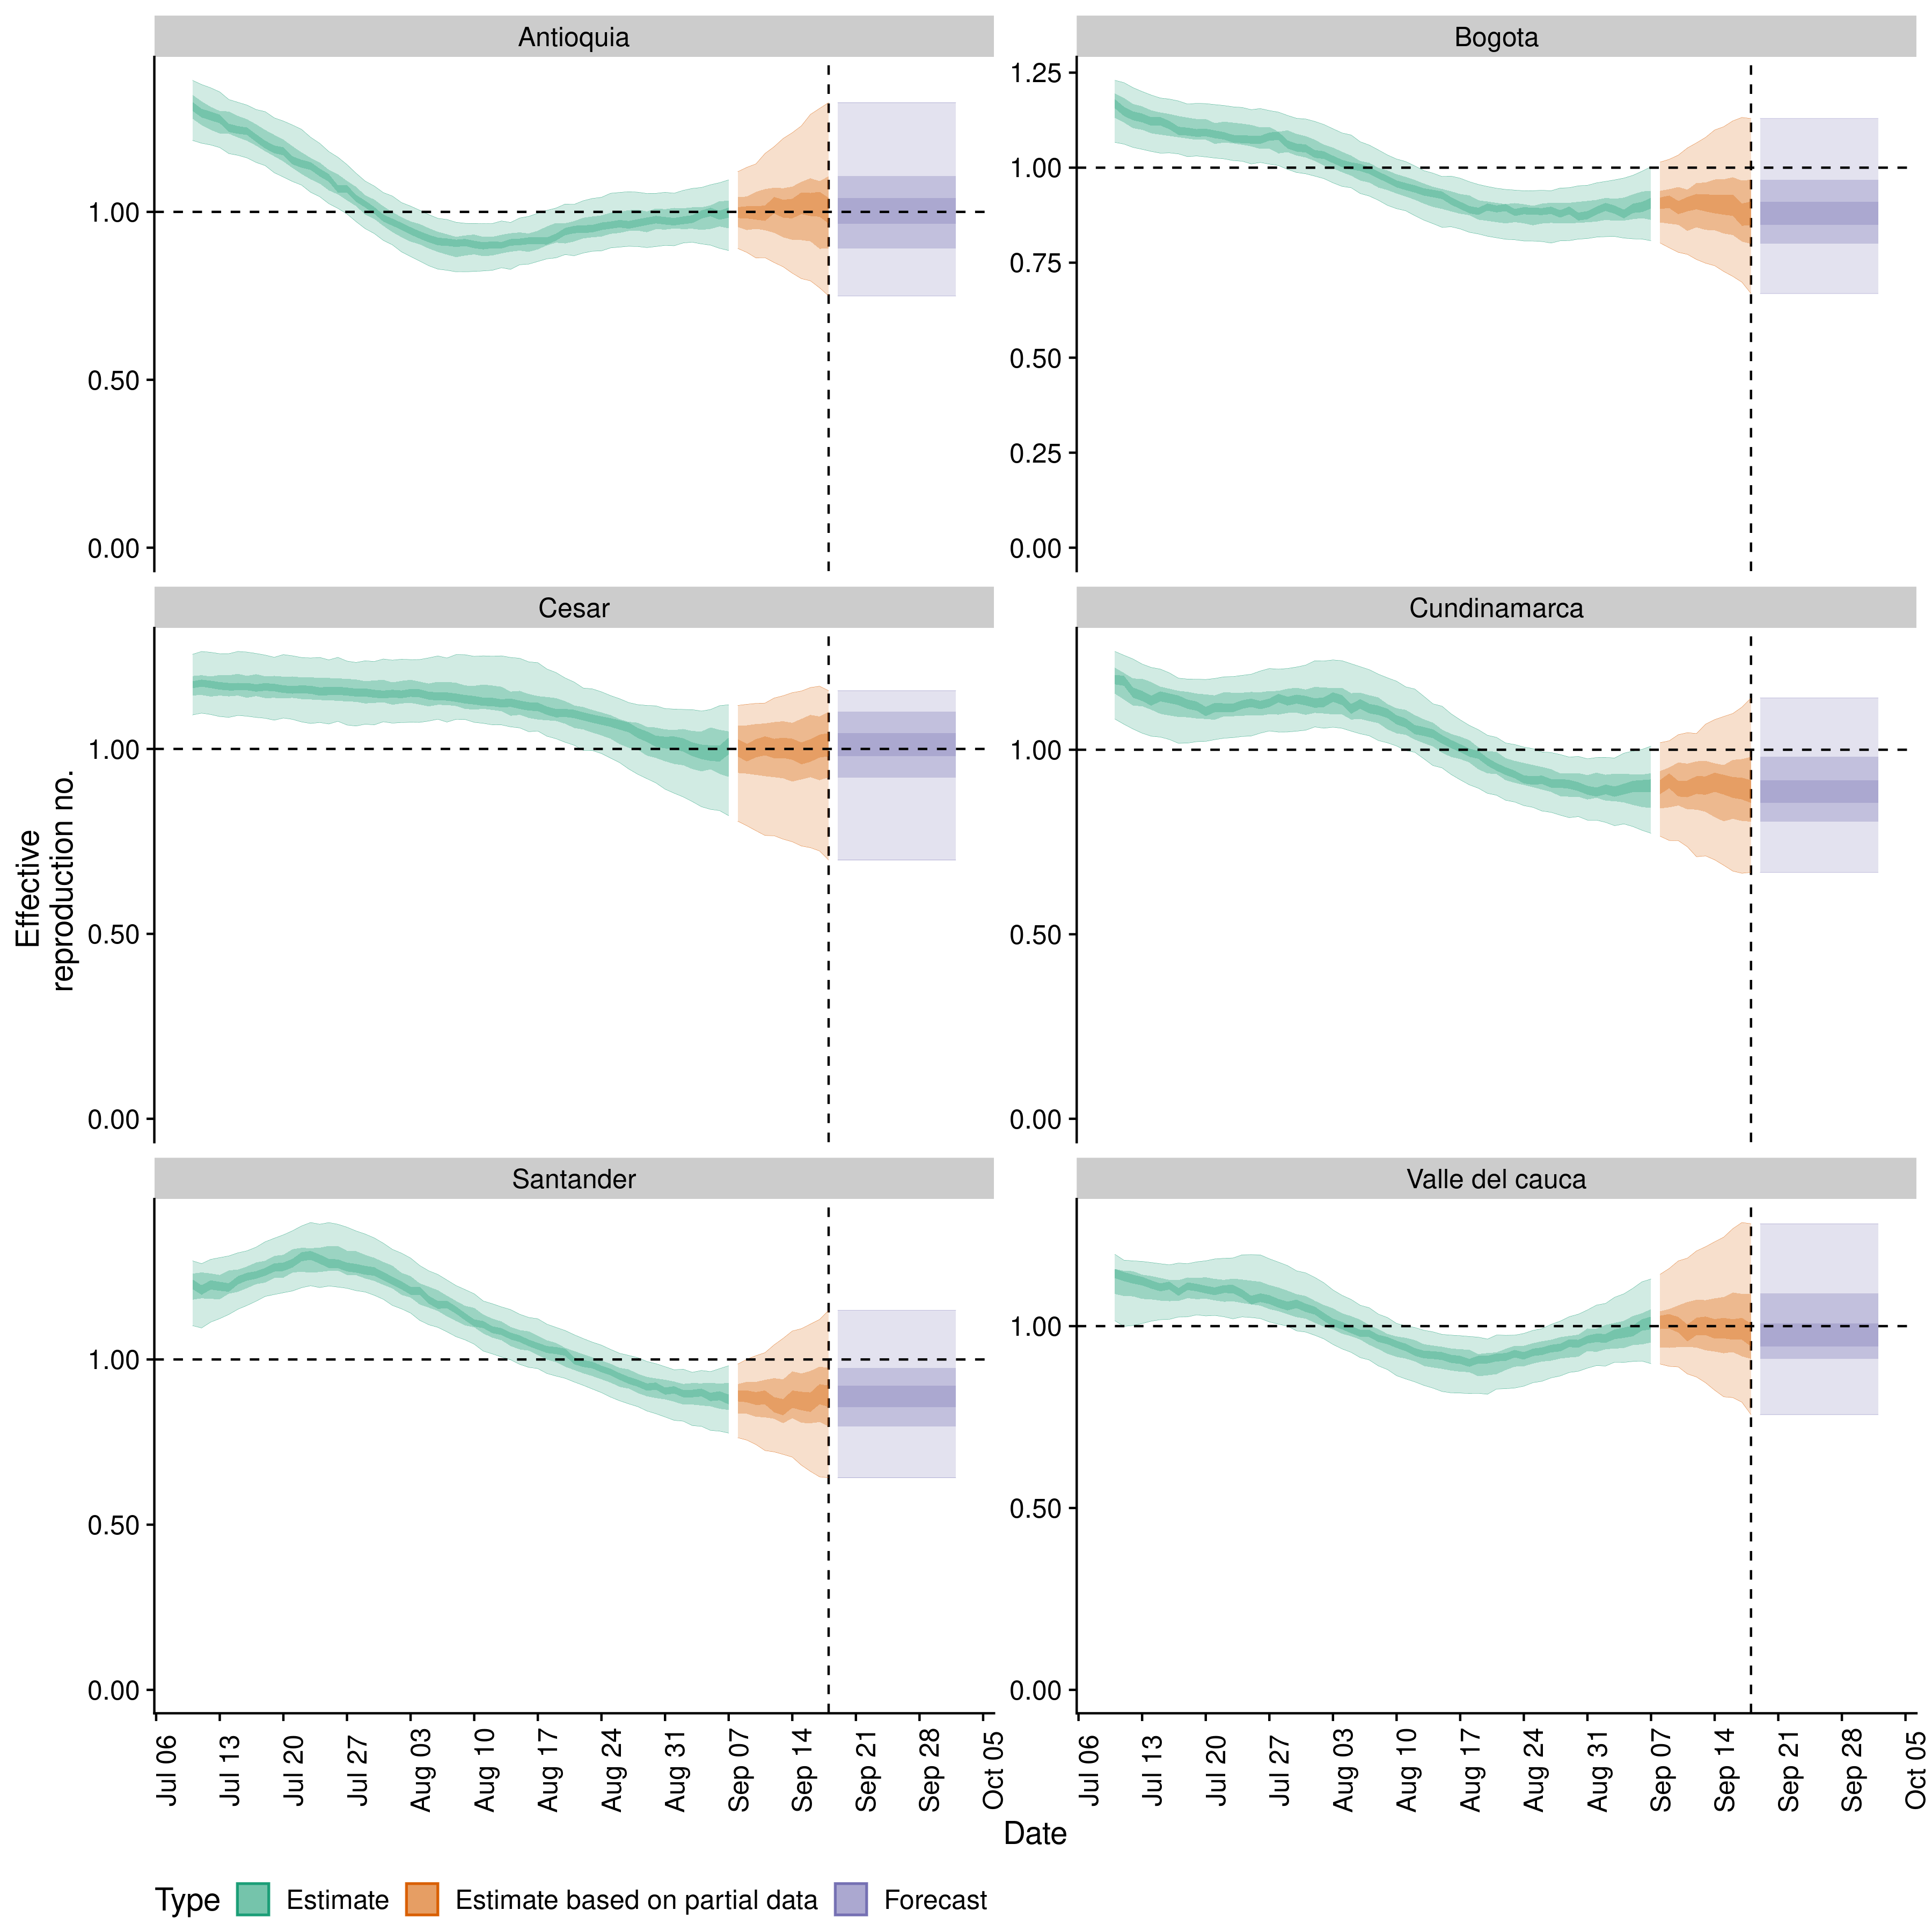 Antioquia
Bogota
1.00
0.50
0.00
1.25
1.00
0.75
0.50
0.25
0.00
Cesar
Cundinamarca
1.00
0.50
0.00
1.00
0.50
0.00
Effective
reproduction no.
Santander
Valle del cauca
1.00
0.50
0.00
1.00
0.50
0.00
Jul 06
Jul 13
Jul 20
Jul 27
Aug 03
Aug 10
Aug 17
Aug 24
Aug 31
Sep 07
Sep 14
Sep 21
Sep 28
Oct 05
Jul 06
Jul 13
Jul 20
Jul 27
Aug 03
Aug 10
Aug 17
Aug 24
Aug 31
Sep 07
Sep 14
Sep 21
Sep 28
Oct 05
Date
Type Estimate Estimate based on partial data Forecast